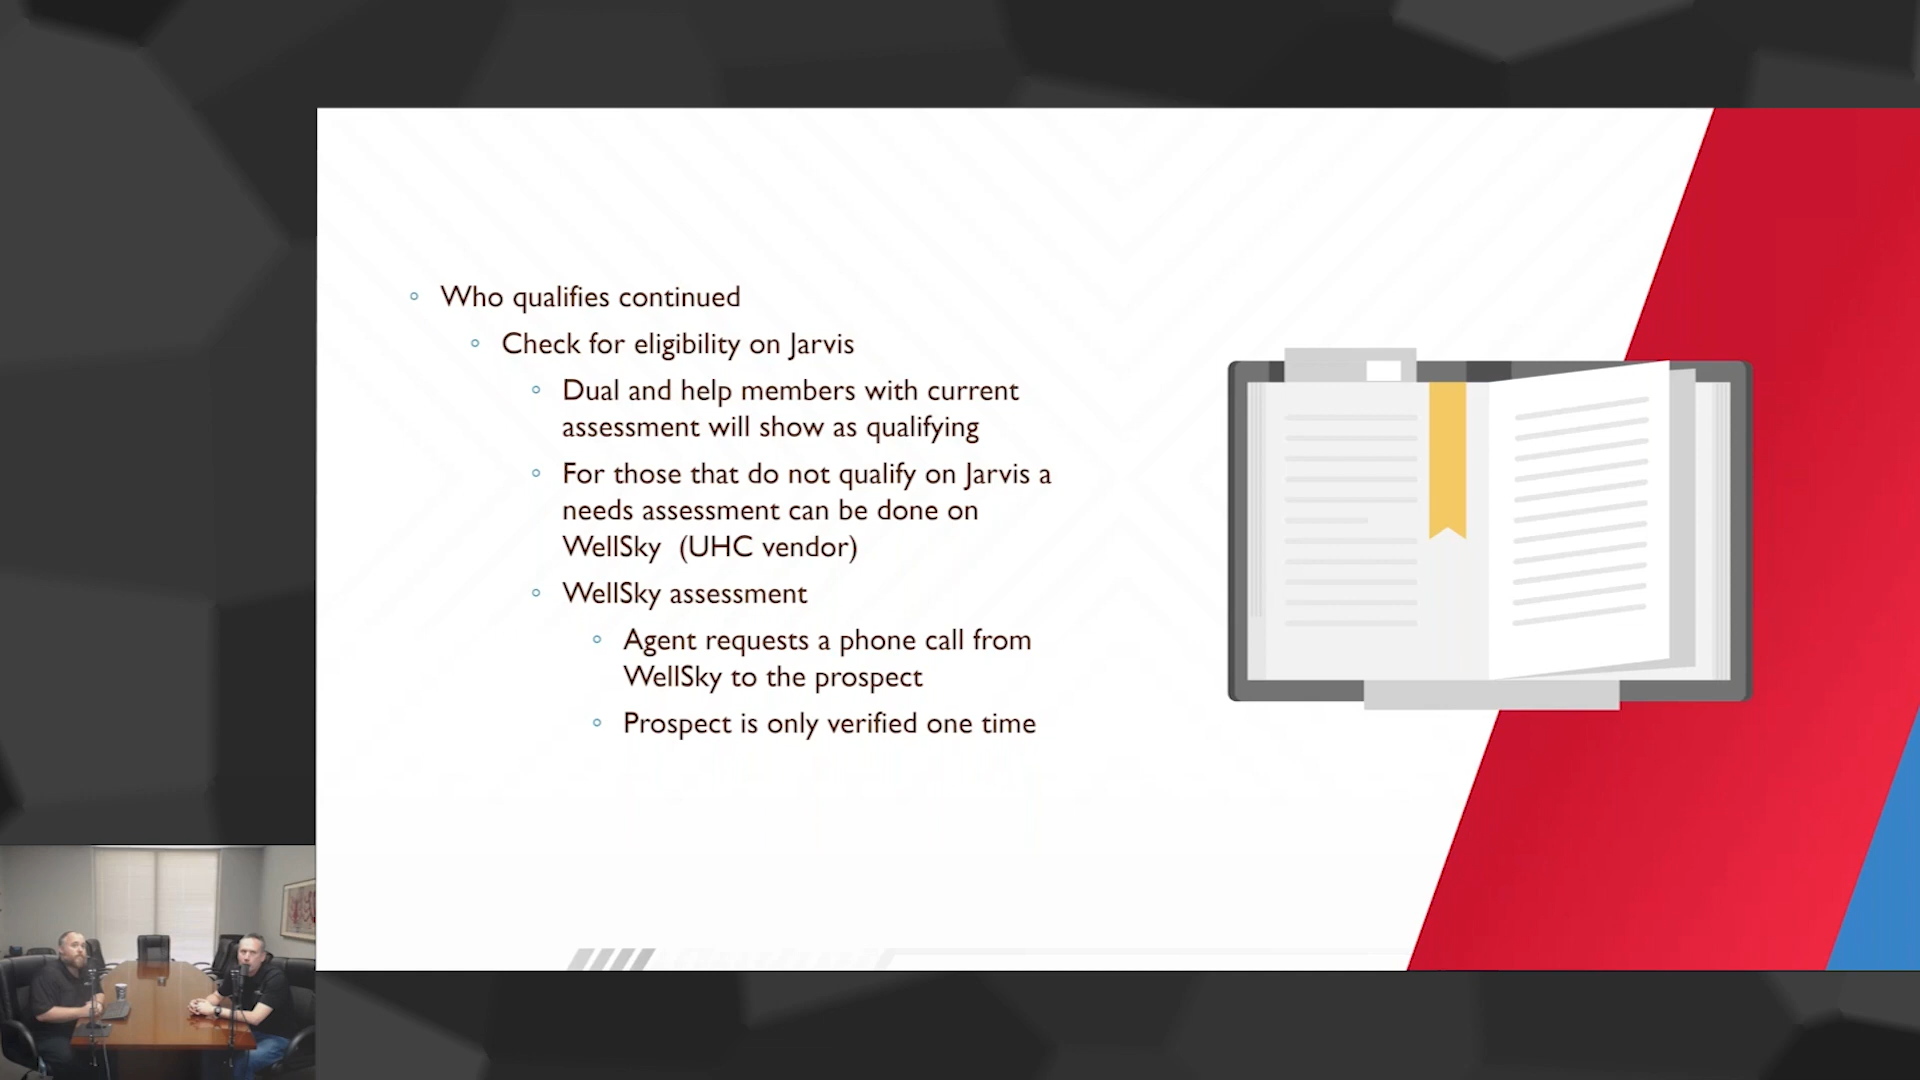 Who qualifies continued
Check for eligibility on Jarvis
Dual and help members with current
assessment will show as qualifying
For those that do not qualify on Jarvis a
needs assessment can be done on
WellSky (UHC vendor)
WellSky assessment
Agent requests a phone call from
WellSky to the prospect
Prospect is only verified one time